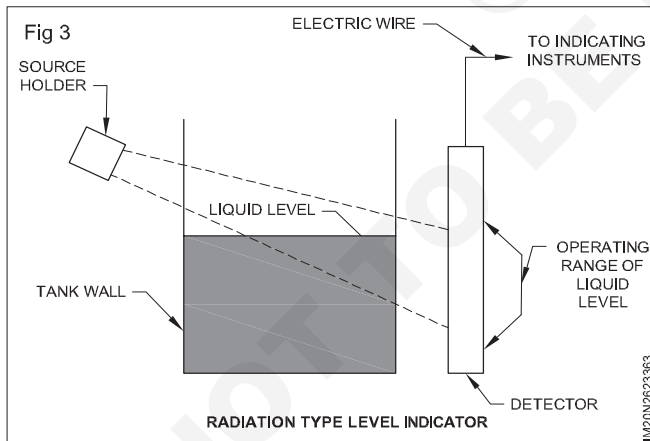 Fig 3
ELECTRIC WIRE
TO INDICATING
INSTRUMENTS
SOURCE
HOLDER
LIQUID LEVEL
OPERATING
RANGE OF
LIQUID
LEVEL
TANK WALL
DETECTOR
RADIATION TYPE LEVEL INDICATOR